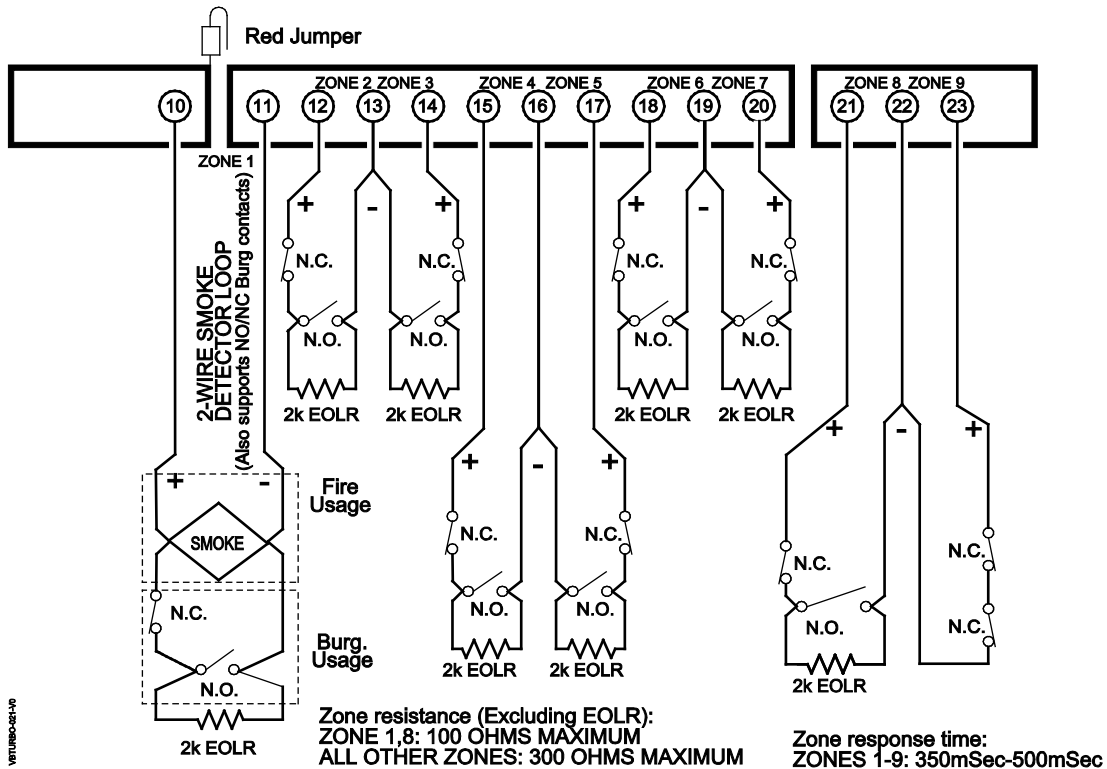 Red Jumper
ZONE 2 ZONE 3 ZONE 4 ZONE 5 ZONE 6 ZONE 7 ZONE 8 ZONE 9
10 11 12 13 14 15 16 17 18 19 20 21 22 23
ZONE 1
2-WIRE SMOKE
DETECTOR LOOP
(Also supports NO/NC Burg contacts)
+ - + + - +
N.C. N.C. N.C. N.C.
N.O. N.O. N.O. N.O.
2k EOLR 2k EOLR 2k EOLR 2k EOLR
+ - +
+ - +
+ -
Fire
Usage
SMOKE
N.C. N.C.
N.C. N.C.
N.O. N.O.
N.C.
N.O.
N.C.
Burg.
Usage
N.O.
2k EOLR 2k EOLR
2k EOLR
2k EOLR
Zone resistance (Excluding EOLR):
ZONE 1,8: 100 OHMS MAXIMUM
ALL OTHER ZONES: 300 OHMS MAXIMUM
Zone response time:
ZONES 1-9: 350mSec-500mSec
VBTURBO-021-V0